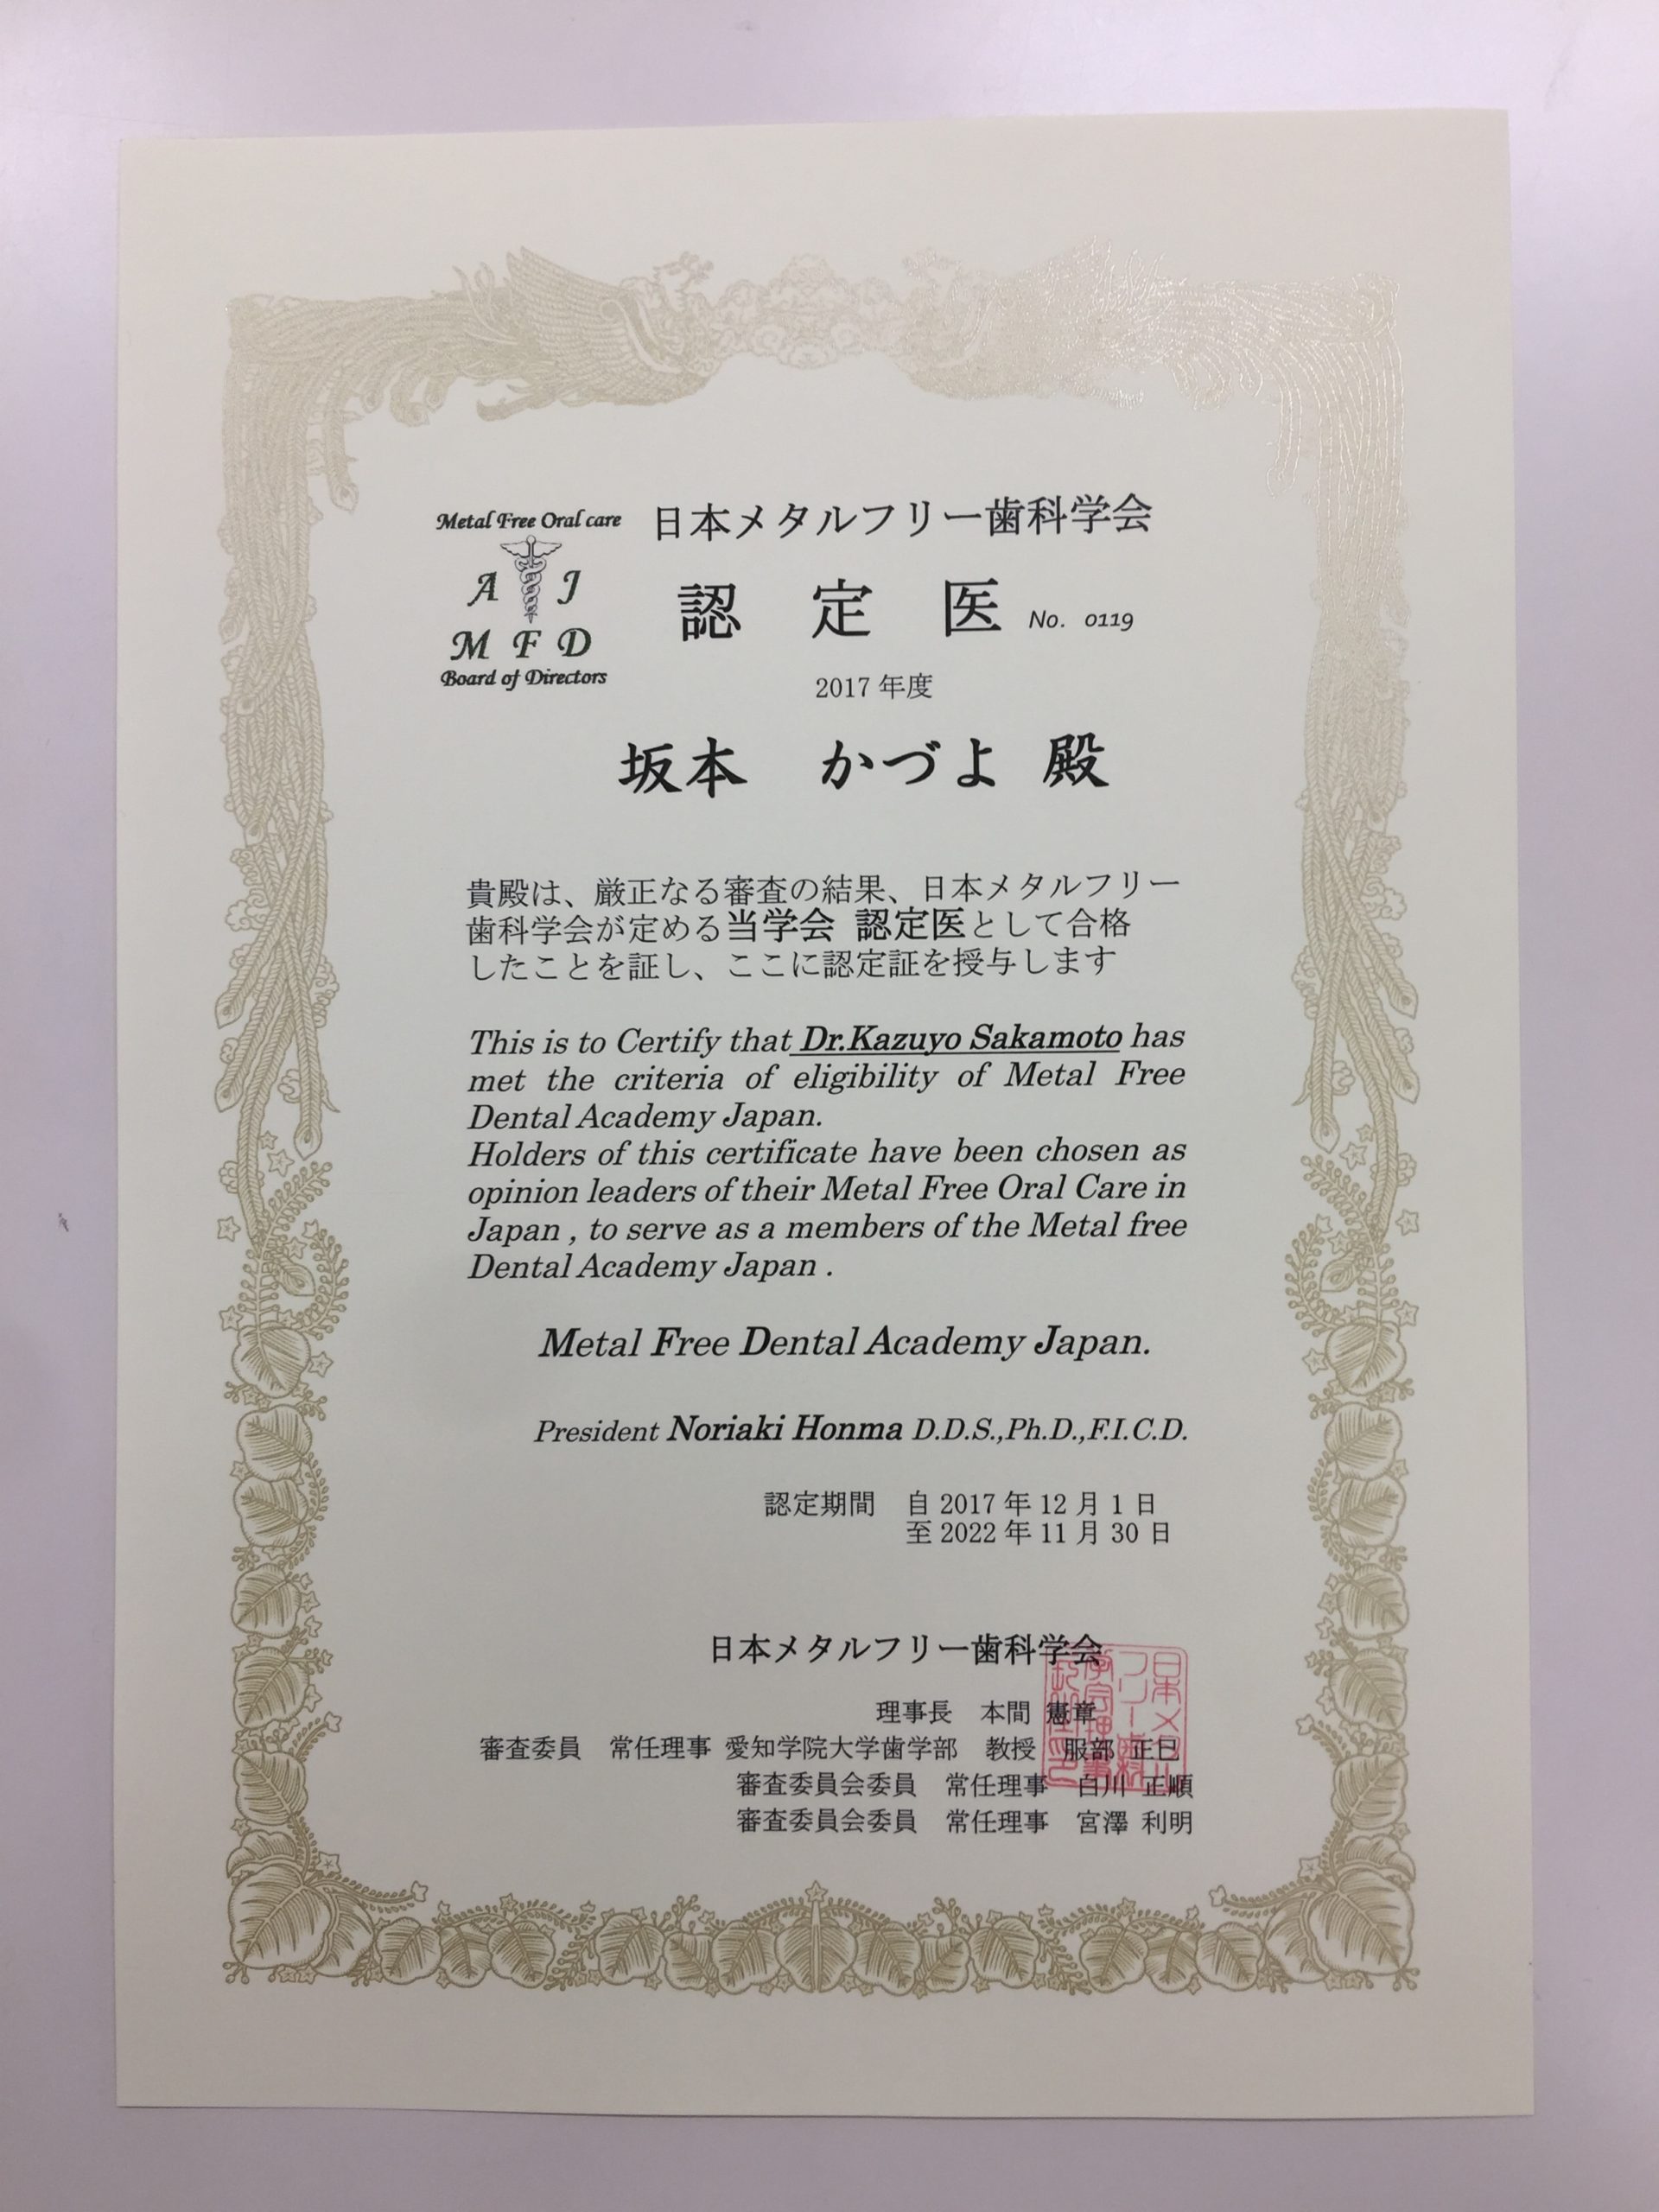 Metal Free Oral care
A J
M F D
Board of Directors
日本メタルフリー歯科学会
認 定 医 No. 0119
2017 年度
坂本 かづよ 殿
貴殿は、厳正なる審査の結果、日本メタルフリー
歯科学会が定める当学会 認定医として合格
したことを証し、ここに認定証を授与します
This is to Certify that Dr.Kazuyo Sakamoto has
met the criteria of eligibility of Metal Free
Dental Academy Japan.
Holders of this certificate have been chosen as
opinion leaders of their Metal Free Oral Care in
Japan , to serve as a members of the Metal free
Dental Academy Japan .
Metal Free Dental Academy Japan.
President Noriaki Honma D.D.S.,Ph.D.,F.I.C.D.
認定期間 自 2017 年 12 月 1 日
至 2022 年 11 月 30 日
日本メタルフリー歯科学会
理事長 本間 憲章
審査委員 常任理事 愛知学院大学歯学部 教授 服部 正巳
審査委員会委員 常任理事 白川 正順
審査委員会委員 常任理事 宮澤 利明